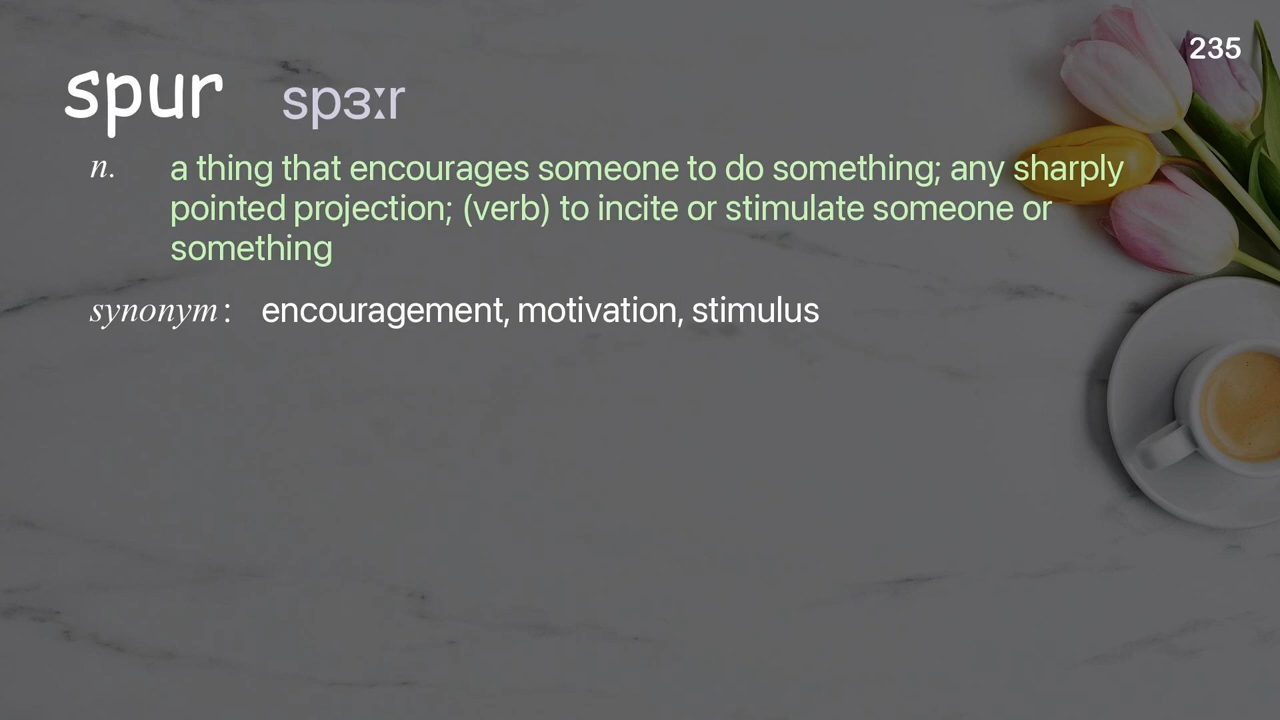 235
spur spɜːr
n. a thing that encourages someone to do something; any sharply
pointed projection; (verb) to incite or stimulate someone or
something
synonym: encouragement, motivation, stimulus